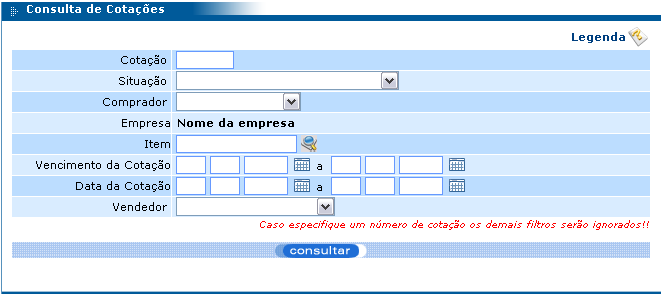 Consulta de Cotações
Legenda
Cotação
Situação
Comprador
Empresa Nome da empresa
Item
Vencimento da Cotação a
Data da Cotação a
Vendedor
Caso especifique um número de cotação os demais filtros serão ignorados!!
consultar